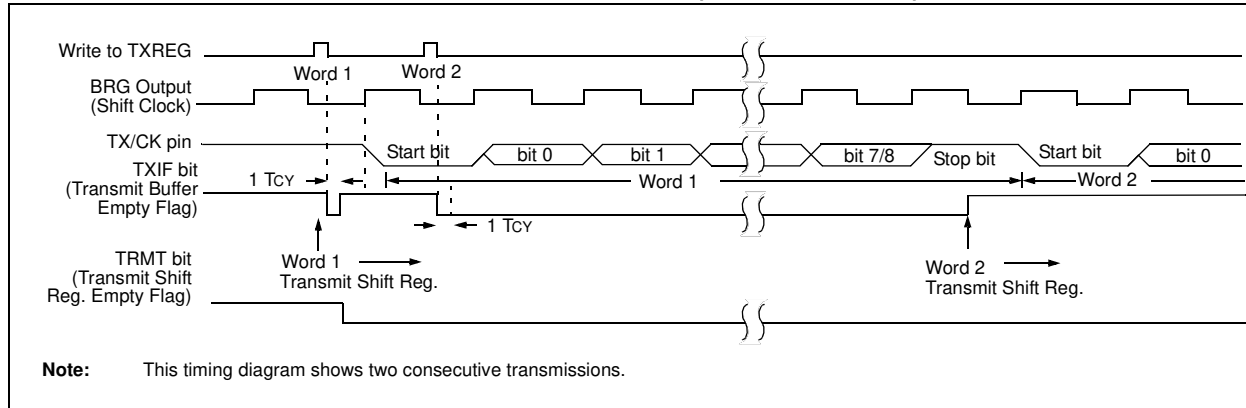 Write to TXREG
Word 1 Word 2
BRG Output
(Shift Clock)
TX/CK pin
Start bit bit 0 bit 1 bit 7/8 Stop bit Start bit bit 0
TXIF bit
(Transmit Buffer
Empty Flag)
1 TCY
Word 1 Word 2
1 TCY
TRMT bit
(Transmit Shift
Reg. Empty Flag)
Word 1
Transmit Shift Reg.
Word 2
Transmit Shift Reg.
Note: This timing diagram shows two consecutive transmissions.